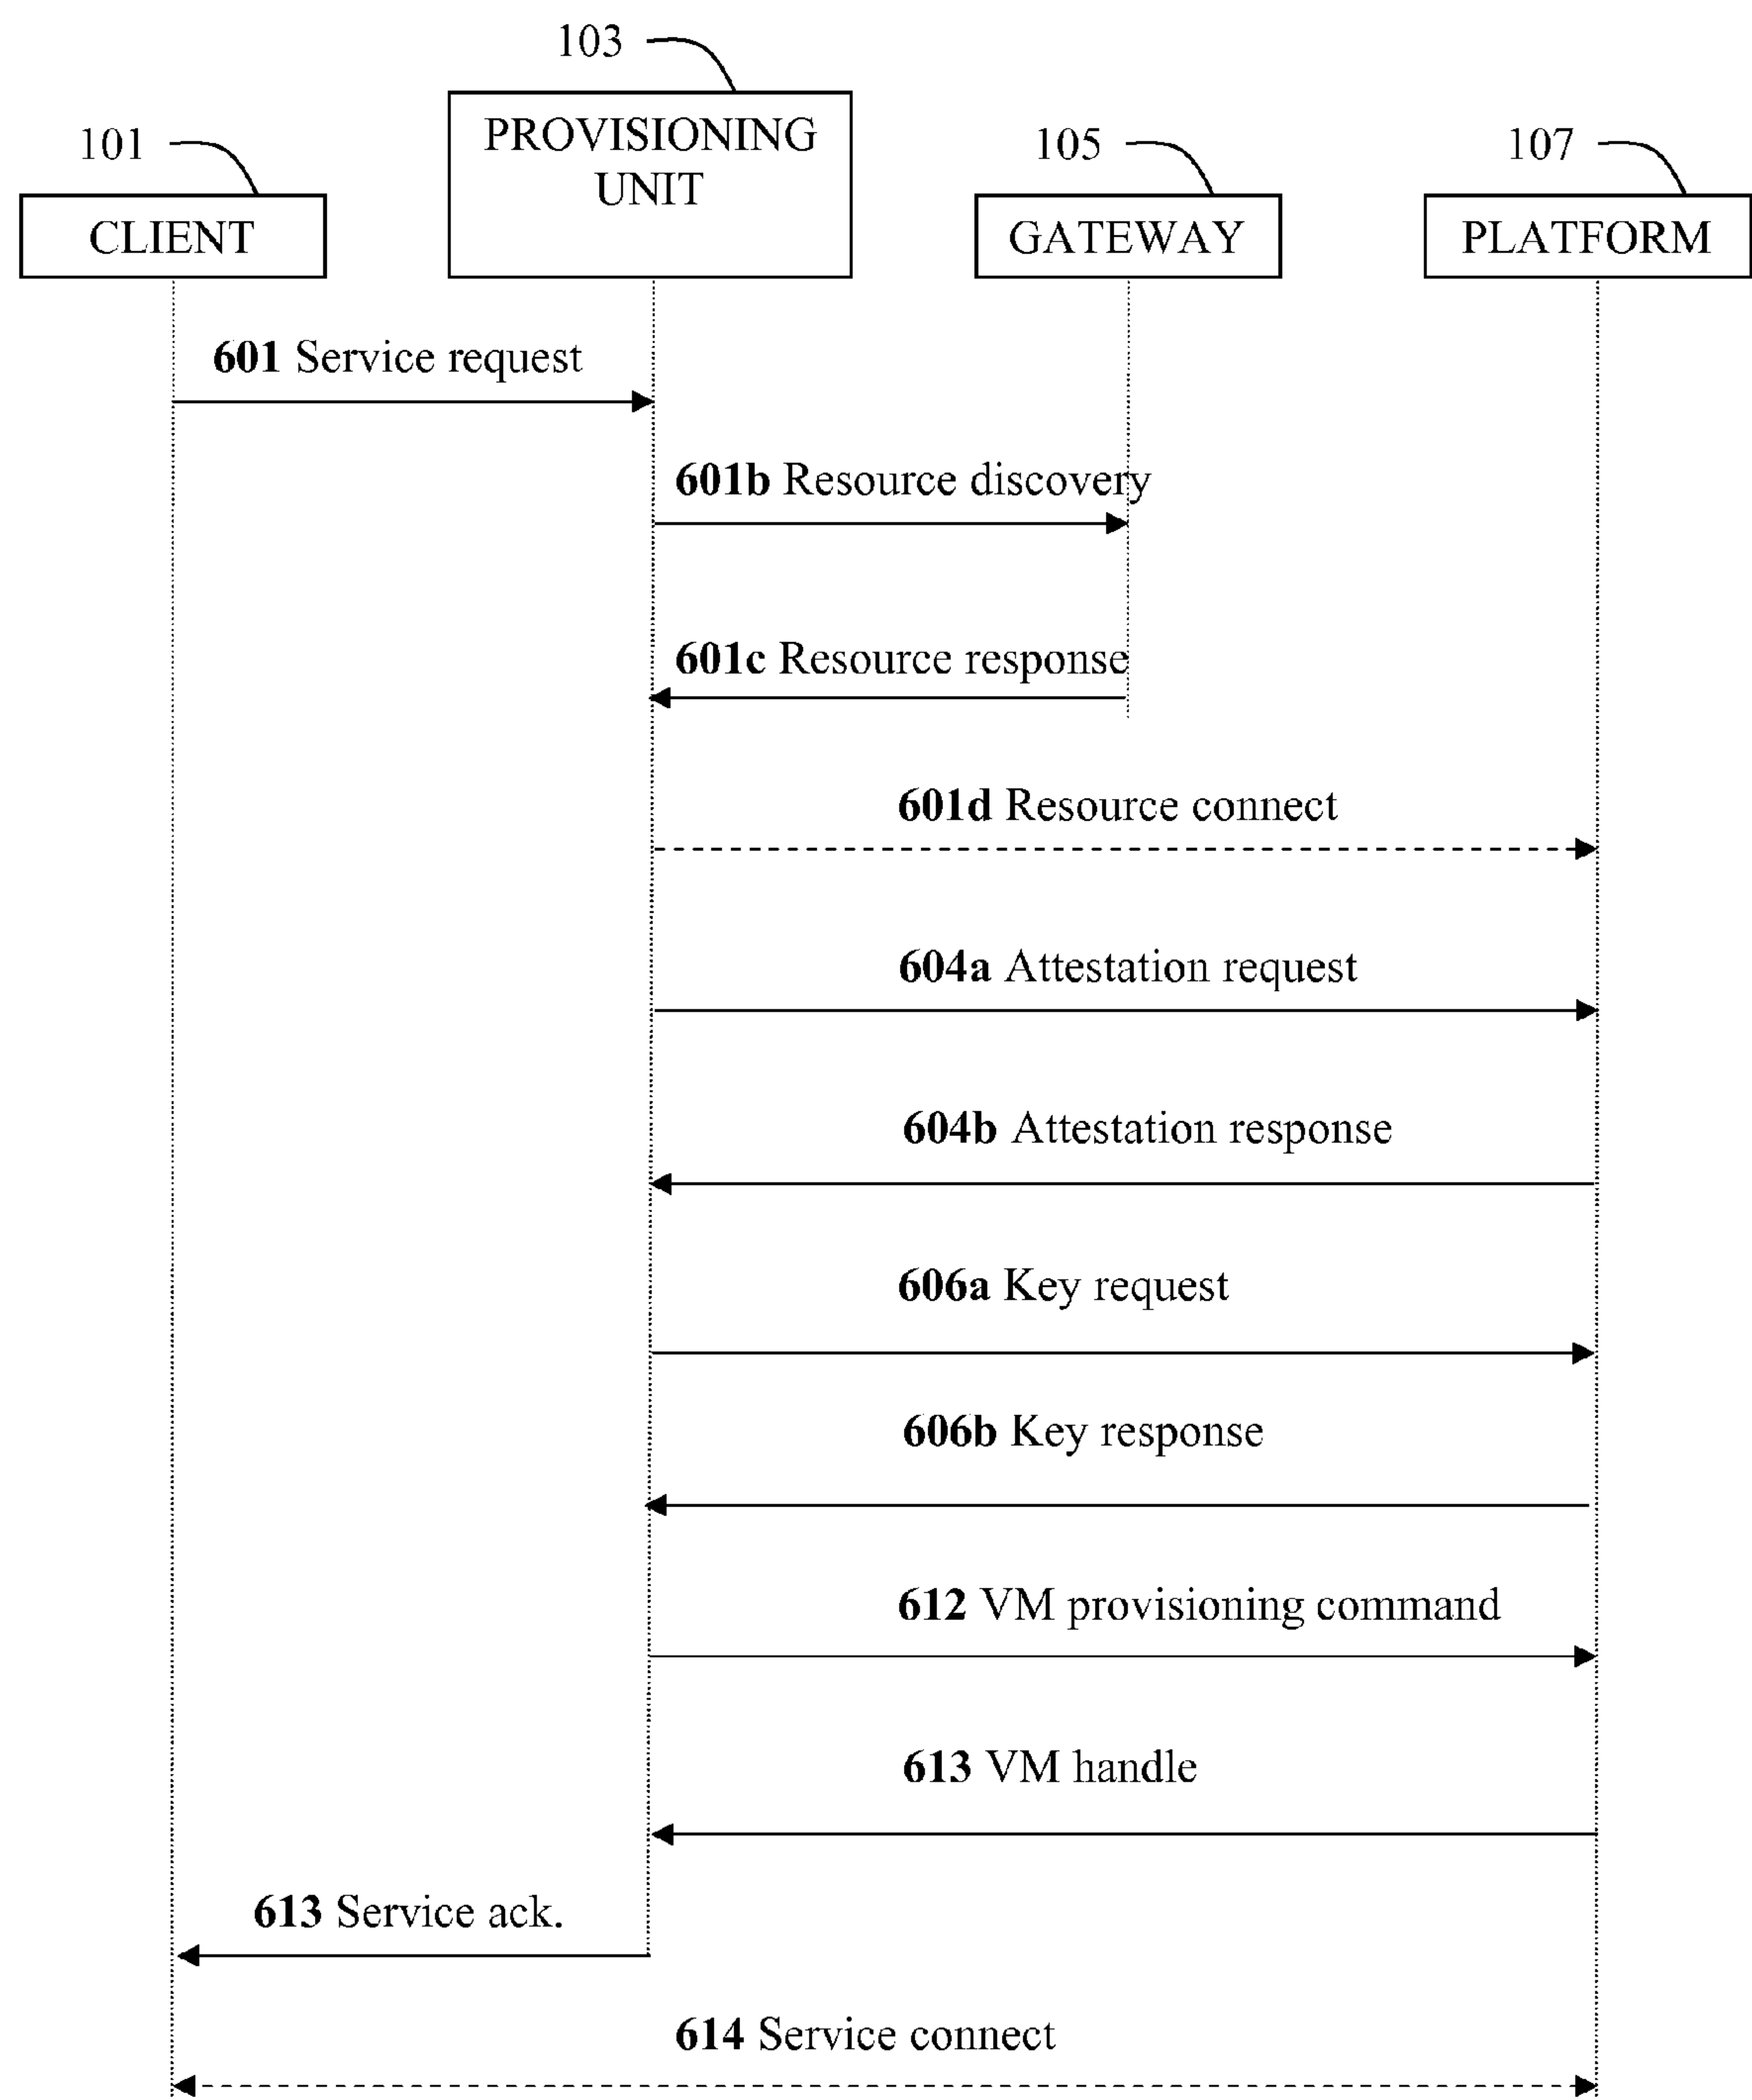 103
101
PROVISIONING
UNIT
105
107
CLIENT
GATEWAY
PLATFORM
601 Service request
601b Resource discovery
601c Resource response
601d Resource connect
604a Attestation request
604b Attestation response
606a Key request
606b Key response
612 VM provisioning command
613 VM handle
613 Service ack.
614 Service connect